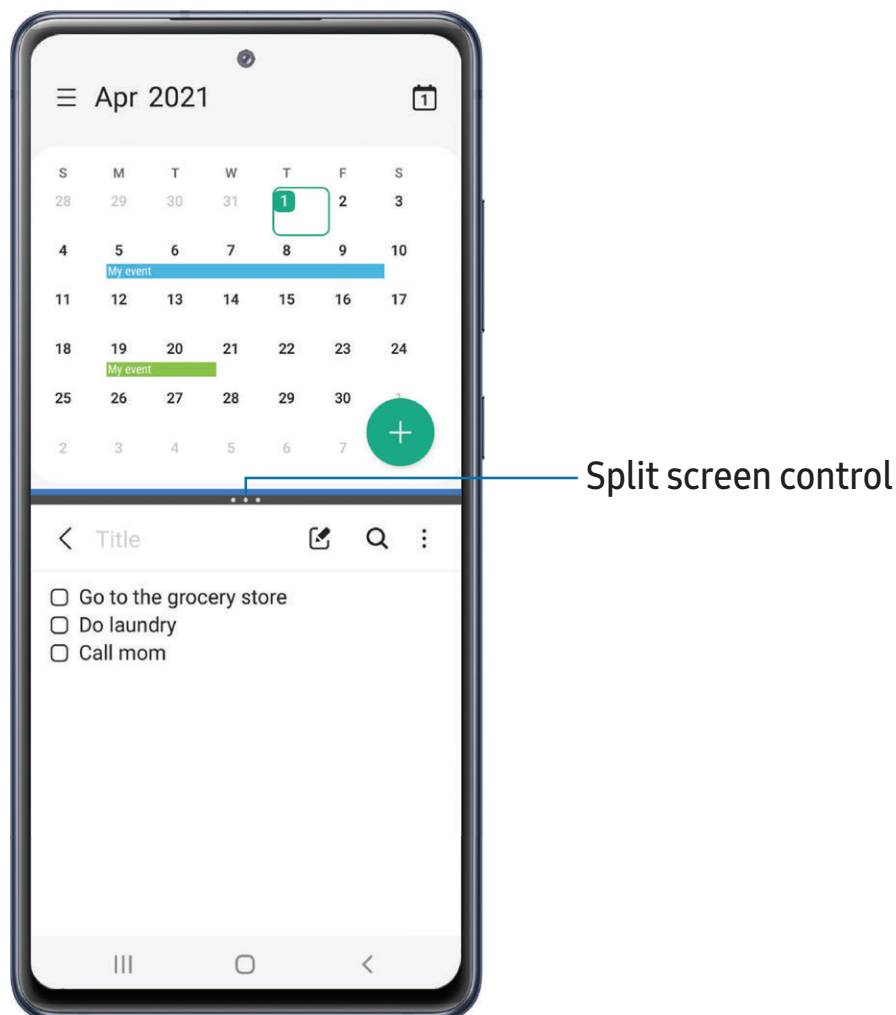 Apr 2021
1
S M T W T F S
28 29 30 31 1 2 3
4 5 6 7 8 9 10
My event
11 12 13 14 15 16 17
18 19 20 21 22 23 24
My event
25 26 27 28 29 30 1
2 3 4 5 6 7
Split screen control
Title
Go to the grocery store
Do laundry
Call mom